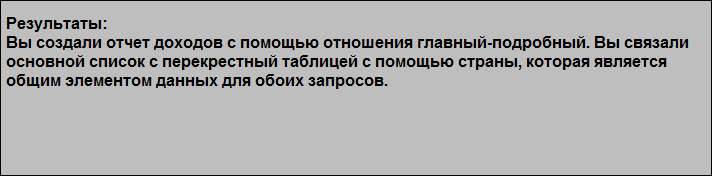 Результаты:
Вы создали отчет доходов с помощью отношения главный-подробный. Вы связали
основной список с перекрестный таблицей с помощью страны, которая является
общим элементом данных для обоих запросов.